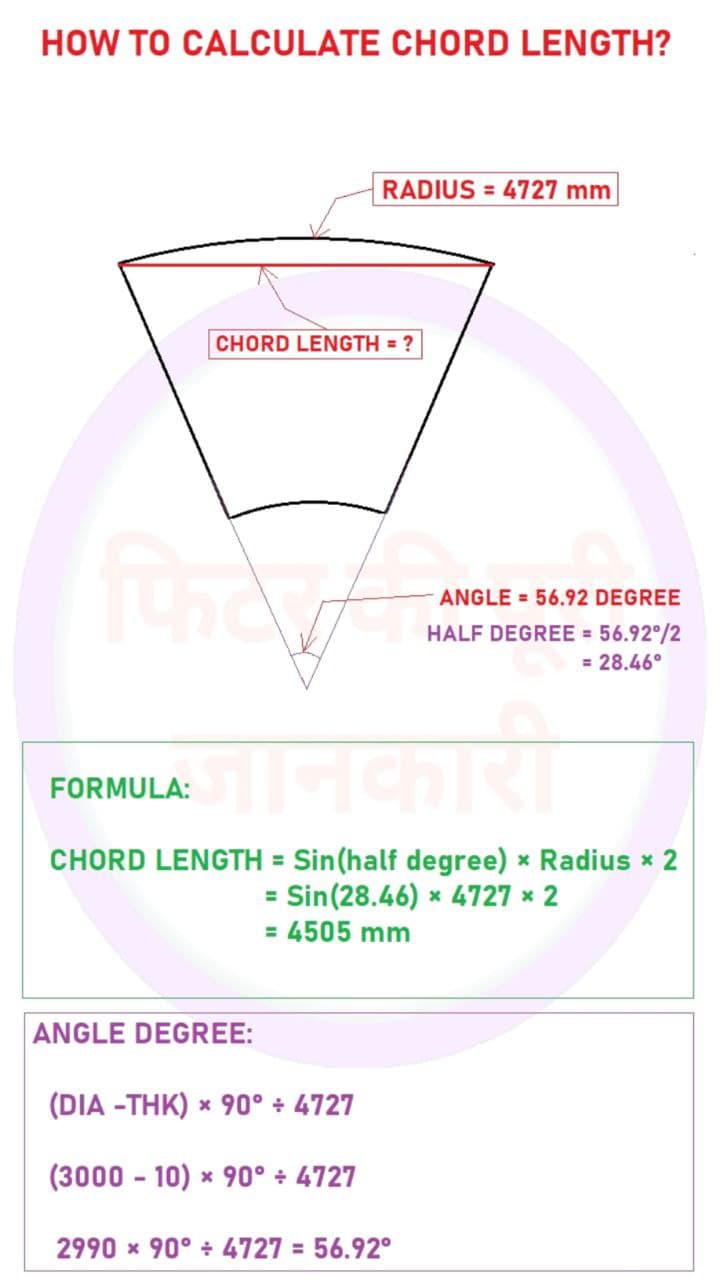 HOW TO CALCULATE CHORD LENGTH?
RADIUS = 4727 mm
CHORD LENGTH = ?
ANGLE = 56.92 DEGREE
HALF DEGREE = 56.92°/2
= 28.46°
फिटर की पूरी
जानकारी
FORMULA:
CHORD LENGTH = Sin(half degree) × Radius × 2
= Sin(28.46) × 4727 × 2
= 4505 mm
ANGLE DEGREE:
(DIA -THK) × 90° ÷ 4727
(3000 - 10) × 90° ÷ 4727
2990 × 90° ÷ 4727 = 56.92°